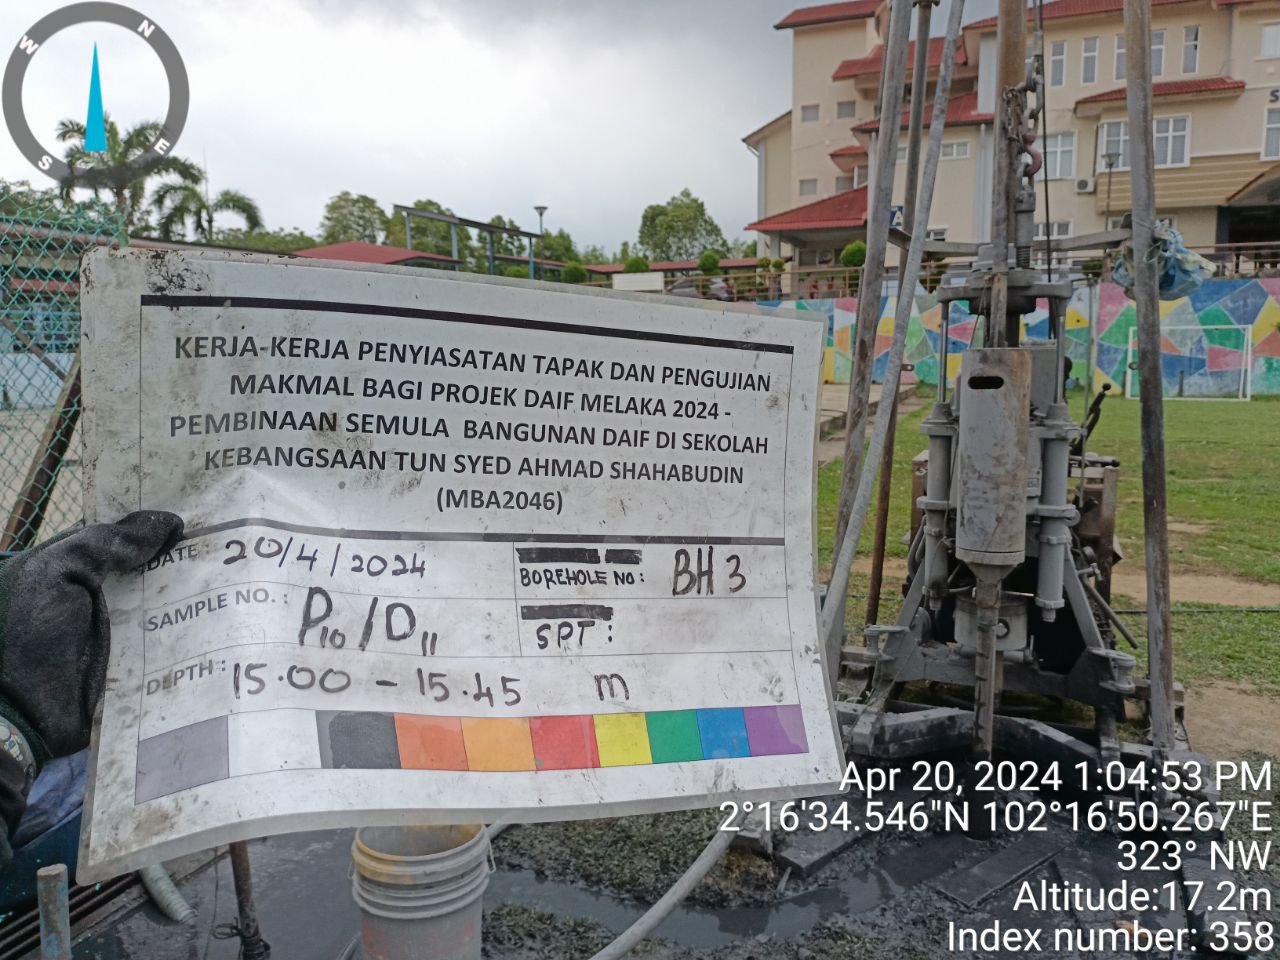 N
W
E
S
KERJA-KERJA PENYIASATAN TAPAK DAN PENGUJIAN
MAKMAL BAGI PROJEK DAIF MELAKA 2024 -
PEMBINAAN SEMULA BANGUNAN DAIF DI SEKOLAH
KEBANGSAAN TUN SYED AHMAD SHAHABUDIN
(MBA2046)
DATE : 20/4/2024
BOREHOLE NO: BH 3
SAMPLE NO. : P10/D11
SPT :
DEPTH : 15.00 - 15.45 m
Apr 20, 2024 1:04:53 PM
2°16'34.546"N 102°16'50.267"E
323° NW
Altitude:17.2m
Index number: 358